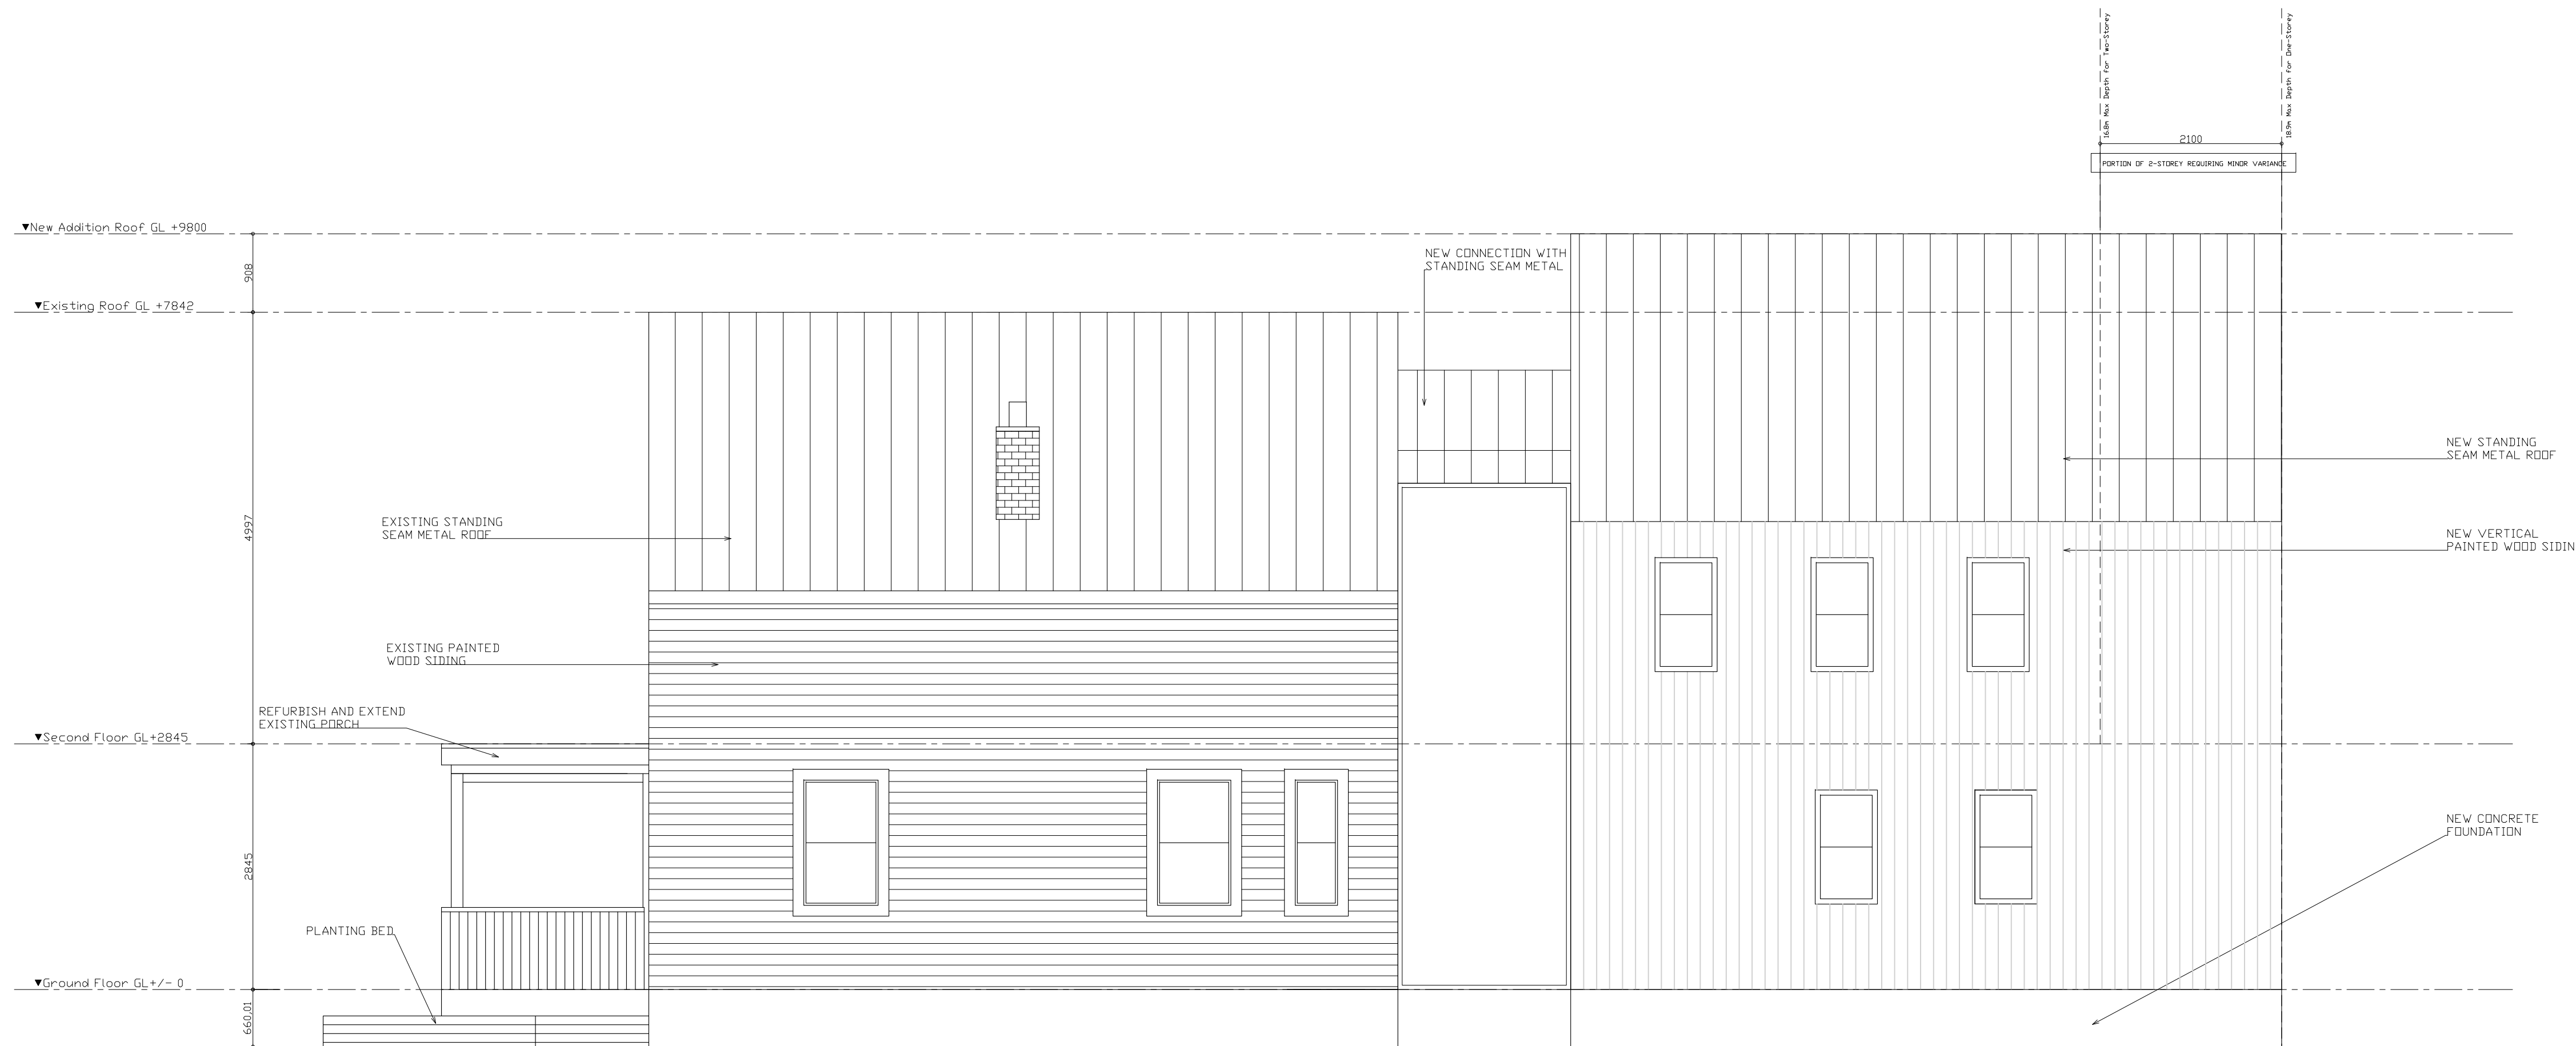 16.8m Max Depth for Two-Storey
18.9m Max Depth for One-Storey
2100
PORTION OF 2-STOREY REQUIRING MINOR VARIANCE
▼New Addition Roof GL +9800
908
▼Existing Roof GL +7842
NEW CONNECTION WITH
STANDING SEAM METAL
NEW STANDING
SEAM METAL ROOF
EXISTING STANDING
SEAM METAL ROOF
4997
NEW VERTICAL
PAINTED WOOD SIDIN
EXISTING PAINTED
WOOD SIDING
REFURBISH AND EXTEND
EXISTING PORCH
▼Second Floor GL+2845
2845
NEW CONCRETE
FOUNDATION
PLANTING BED
▼Ground Floor GL+/- 0
660,01